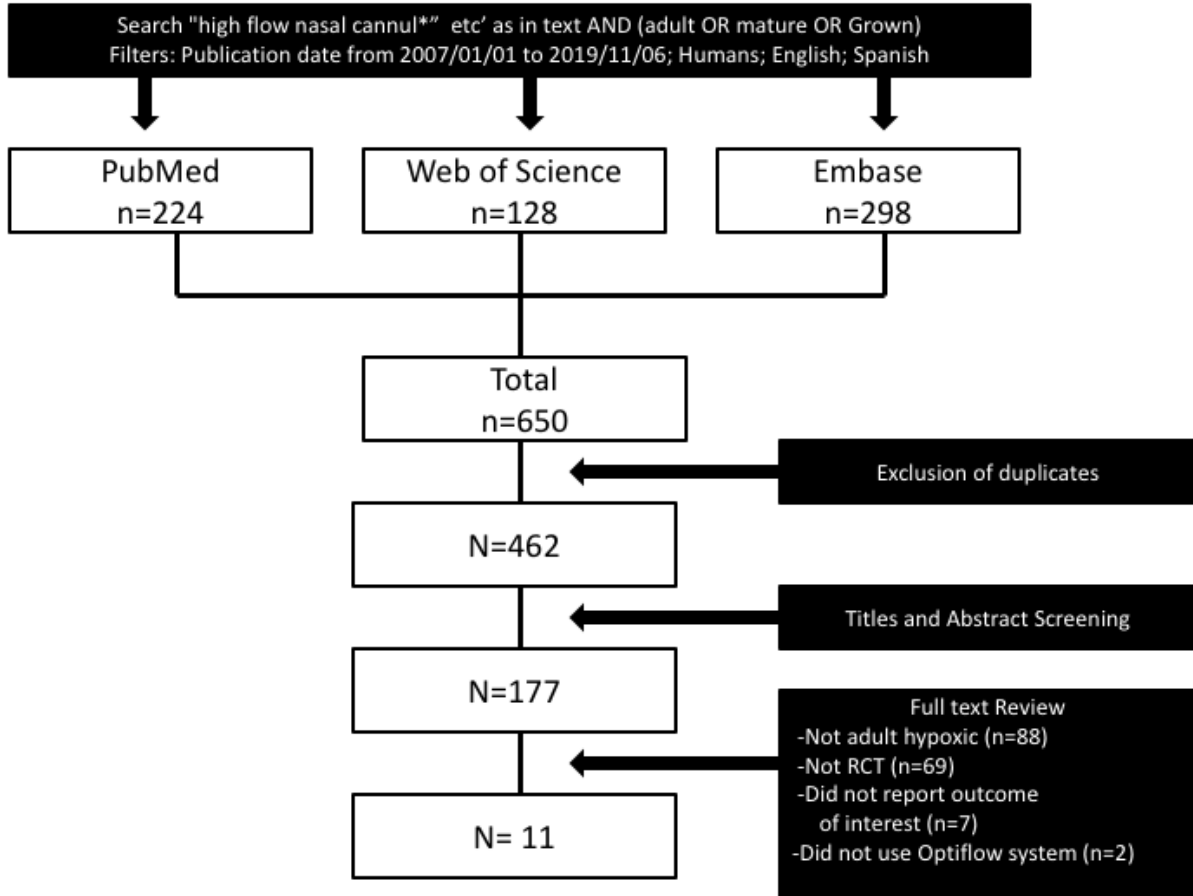 Search "high flow nasal cannul*” etc’ as in text AND (adult OR mature OR Grown)
Filters: Publication date from 2007/01/01 to 2019/11/06; Humans; English; Spanish
PubMed
n=224
Web of Science
n=128
Embase
n=298
Total
n=650
Exclusion of duplicates
N=462
Titles and Abstract Screening
N=177
Full text Review
-Not adult hypoxic (n=88)
-Not RCT (n=69)
-Did not report outcome
of interest (n=7)
-Did not use Optiflow system (n=2)
N= 11